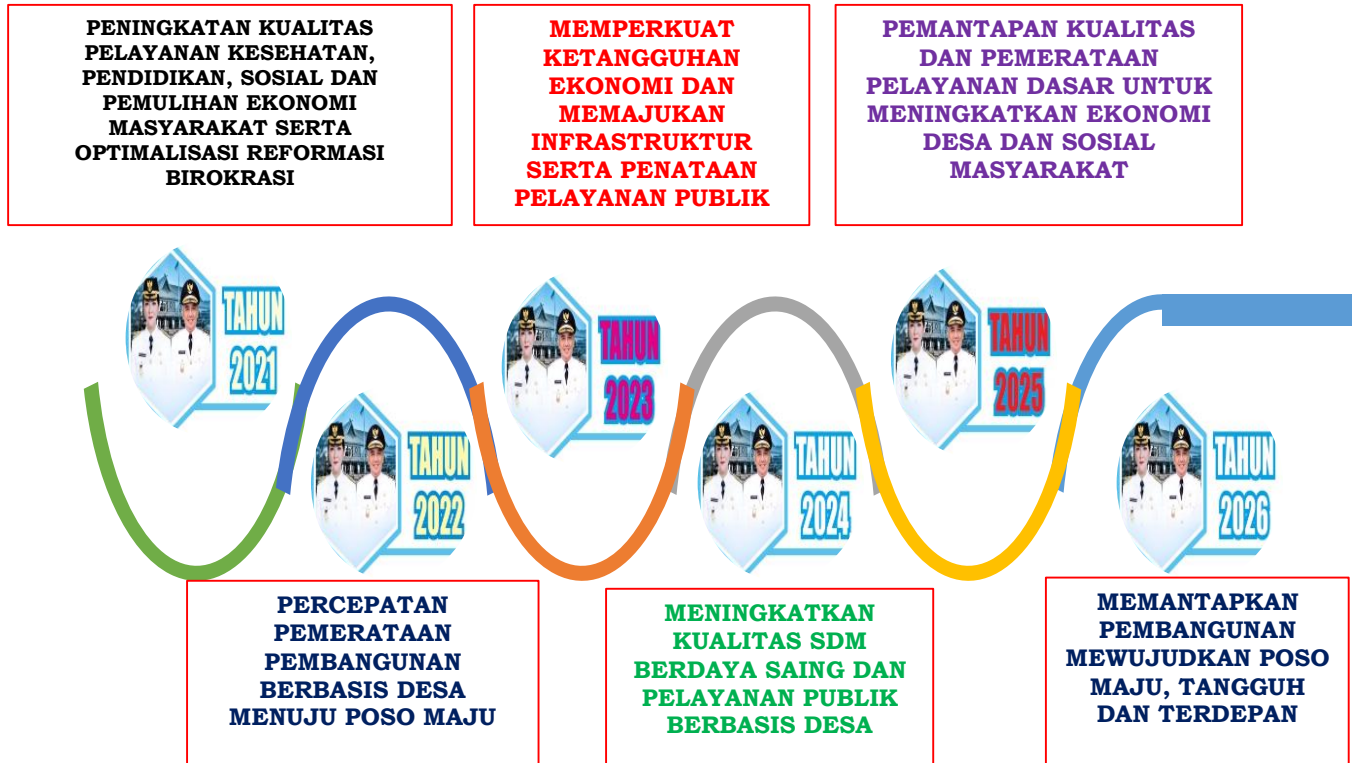 PENINGKATAN KUALITAS
PELAYANAN KESEHATAN,
PENDIDIKAN, SOSIAL DAN
PEMULIHAN EKONOMI
MASYARAKAT SERTA
OPTIMALISASI REFORMASI
BIROKRASI
MEMPERKUAT
KETANGGUHAN
EKONOMI DAN
MEMAJUKAN
INFRASTRUKTUR
SERTA PENATAAN
PELAYANAN PUBLIK
PEMANTAPAN KUALITAS
DAN PEMERATAAN
PELAYANAN DASAR UNTUK
MENINGKATKAN EKONOMI
DESA DAN SOSIAL
MASYARAKAT
TAHUN
2021
TAHUN
2022
TAHUN
2023
TAHUN
2024
TAHUN
2025
TAHUN
2026
PERCEPATAN
PEMERATAAN
PEMBANGUNAN
BERBASIS DESA
MENUJU POSO MAJU
MENINGKATKAN
KUALITAS SDM
BERDAYA SAING DAN
PELAYANAN PUBLIK
BERBASIS DESA
MEMANTAPKAN
PEMBANGUNAN
MEWUJUDKAN POSO
MAJU, TANGGUH
DAN TERDEPAN